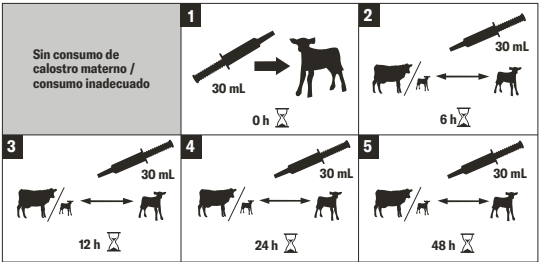 Sin consumo de
calostro materno /
consumo inadecuado
1
30 mL
0 h
2
30 mL
6 h
3
30 mL
12 h
4
30 mL
24 h
5
30 mL
48 h